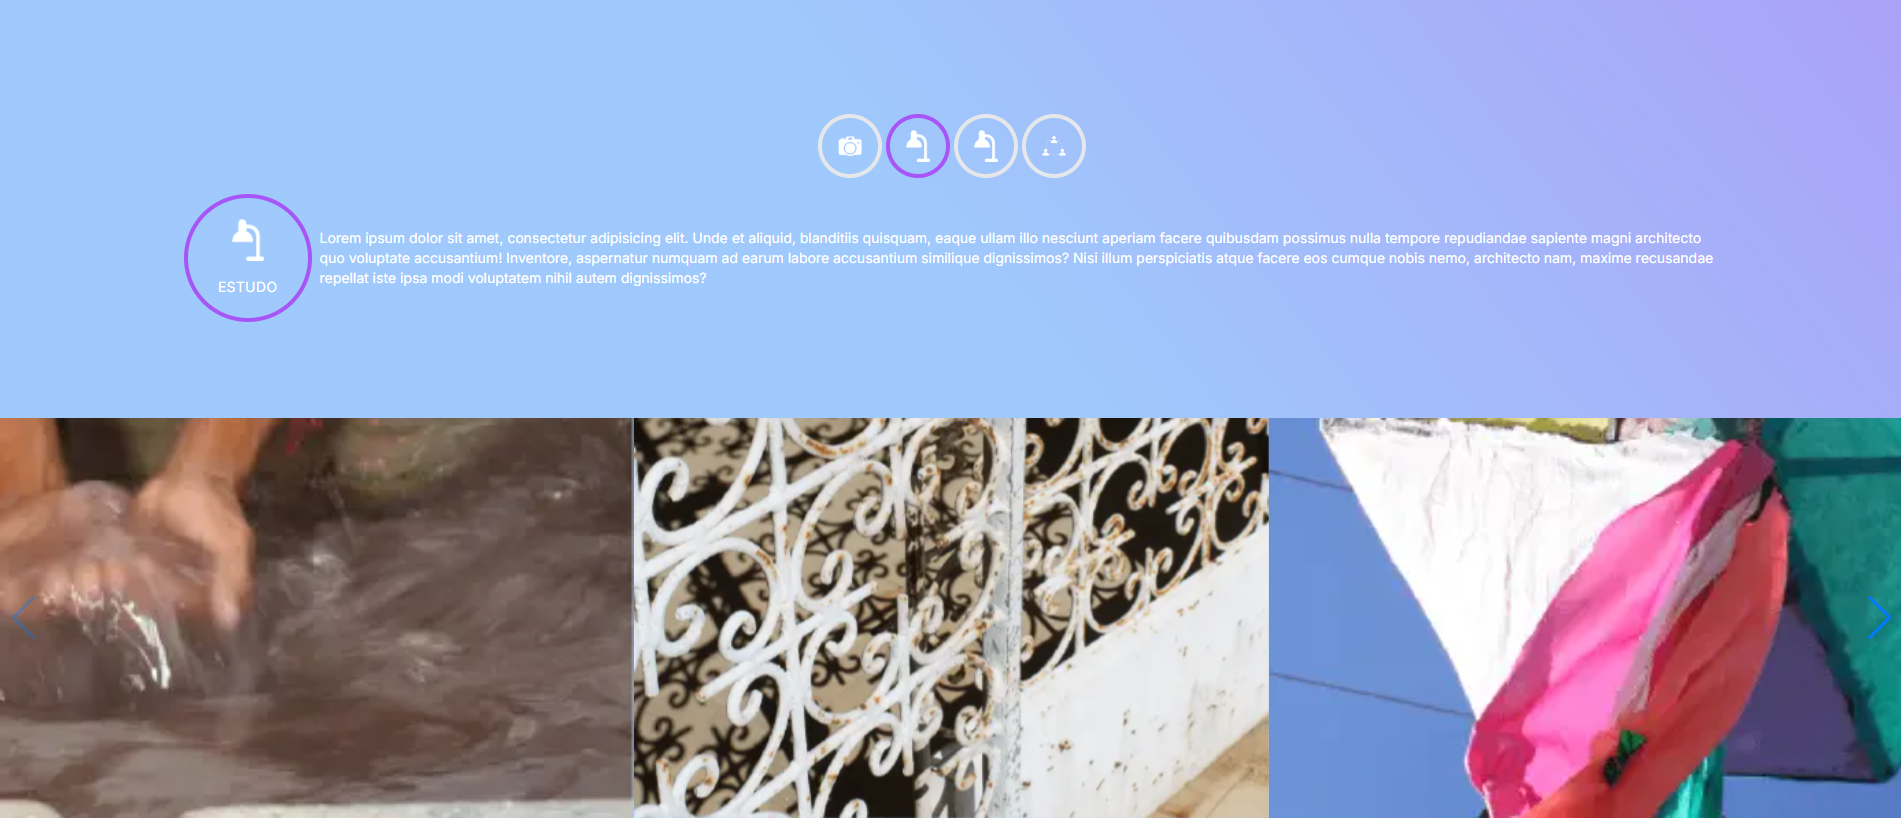 Lorem ipsum dolor sit amet, consectetur adipisicing elit. Unde et aliquid, blanditiis quisquam, eaque ullam illo nesciunt aperiam facere quibusdam possimus nulla tempore repudiandae sapiente magni architecto
quo voluptate accusantium! Inventore, aspernatur numquam ad earum labore accusantium similique dignissimos? Nisi illum perspiciatis atque facere eos cumque nobis nemo, architecto nam, maxime recusandae
repellat iste ipsa modi voluptatem nihil autem dignissimos?
ESTUDO